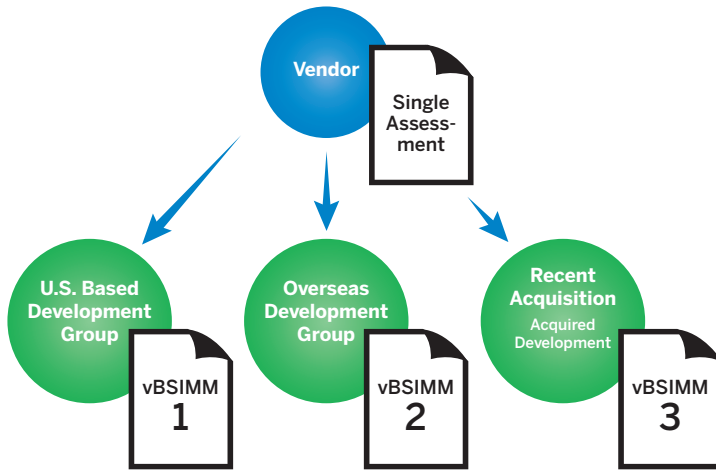 Vendor
Single
Assess-
ment
U.S. Based
Development
Group
vBSIMM
1
Overseas
Development
Group
vBSIMM
2
Recent
Acquisition
Acquired
Development
vBSIMM
3